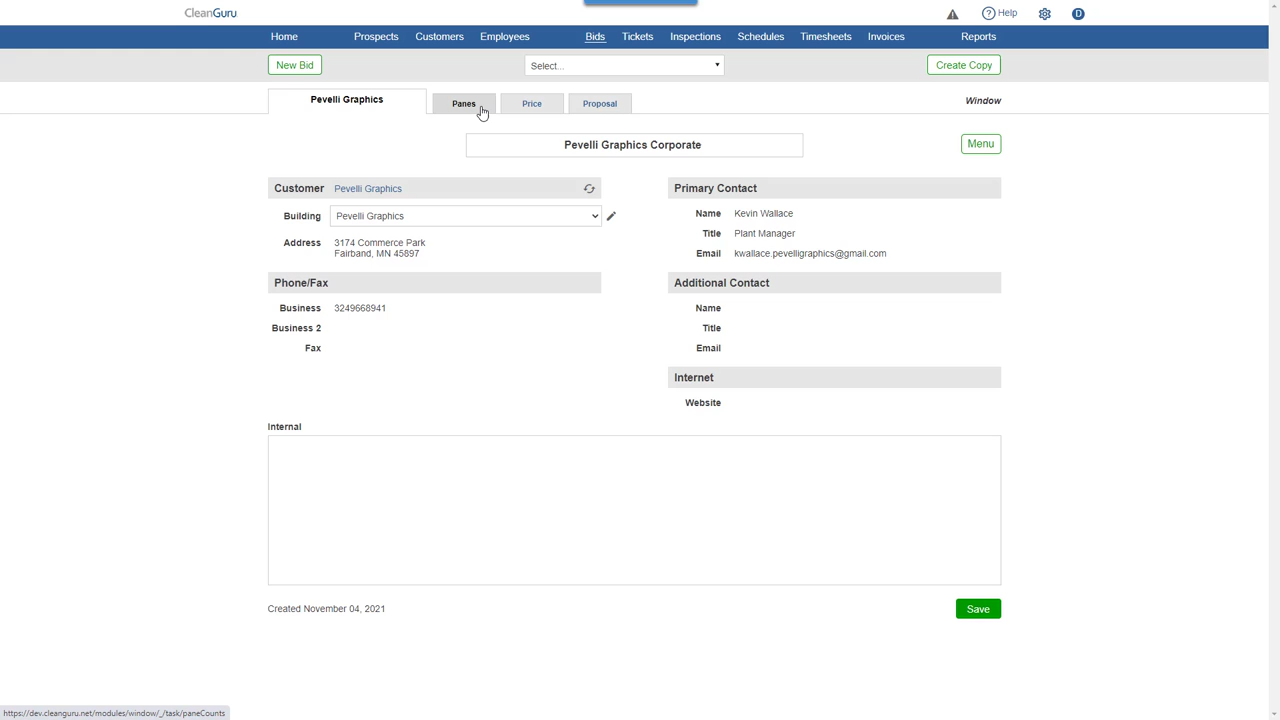 CleanGuru
Help
D
Home Prospects Customers Employees Bids Tickets Inspections Schedules Timesheets Invoices Reports
New Bid
Select...
Create Copy
Pevelli Graphics
Panes
Price
Proposal
Window
Pevelli Graphics Corporate
Menu
Customer Pevelli Graphics
Building Pevelli Graphics
Address 3174 Commerce Park
Fairband, MN 45897
Phone/Fax
Business 3249668941
Business 2
Fax
Primary Contact
Name Kevin Wallace
Title Plant Manager
Email kwallace.pevelligraphics@gmail.com
Additional Contact
Name
Title
Email
Internet
Website
Internal
Created November 04, 2021
Save
https://dev.cleanguru.net/modules/window/_/task/paneCounts